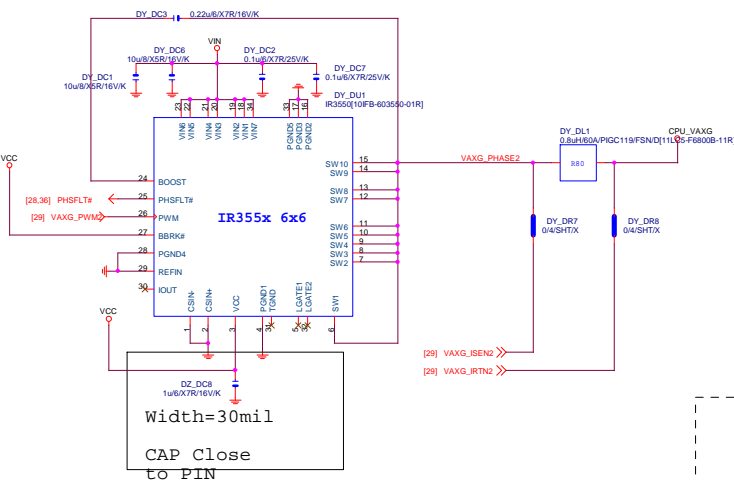 DY_DC3 0.22u/6/X7R/16V/K
VIN
DY_DC6
10u/8/X5R/16V/K
DY_DC2
0.1u/6/X7R/25V/K
DY_DC1
10u/8/X5R/16V/K
DY_DC7
0.1u/6/X7R/25V/K
DY_DU1
IR3550[10IFB-603550-01R]
23 22 21 20 19 18 34 33 17 16
VIN6 VIN5 VIN4 VIN3 VIN2 VIN1 VIN7 PGND5 PGND3 PGND2
DY_DL1
0.8uH/60A/PIGC119/FSN/D[11L
CPU_VAXG
R80
VCC
24 BOOST
[28,36] PHSFLT# 25 PHSFLT#
[29] VAXG_PWM2 26 PWM
27 BBRK#
28 PGND4
29 REFIN
30 IOUT
IR355x 6x6
SW10 15
SW9 14
SW8 13
SW7 12
SW6 11
SW5 10
SW4 9
SW3 8
SW2 7
VAXG_PHASE2
DY_DR7
0/4/SHT/X
DY_DR8
0/4/SHT/X
CSIN- CSIN+ VCC PGND1 TGND LGATE1 LGATE2 SW1
1 2 3 4 31 5 32 6
VCC
[29] VAXG_ISEN2
[29] VAXG_IRTN2
DZ_DC8
1u/6/X7R/16V/K
Width=30mil
CAP Close
to PIN